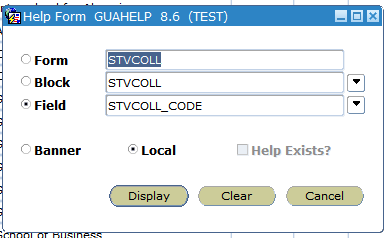 Help Form GUAHELP 8.6 (TEST)
Form STVCOLL
Block STVCOLL
Field STVCOLL_CODE
Banner Local Help Exists?
Display Clear Cancel
School of Business